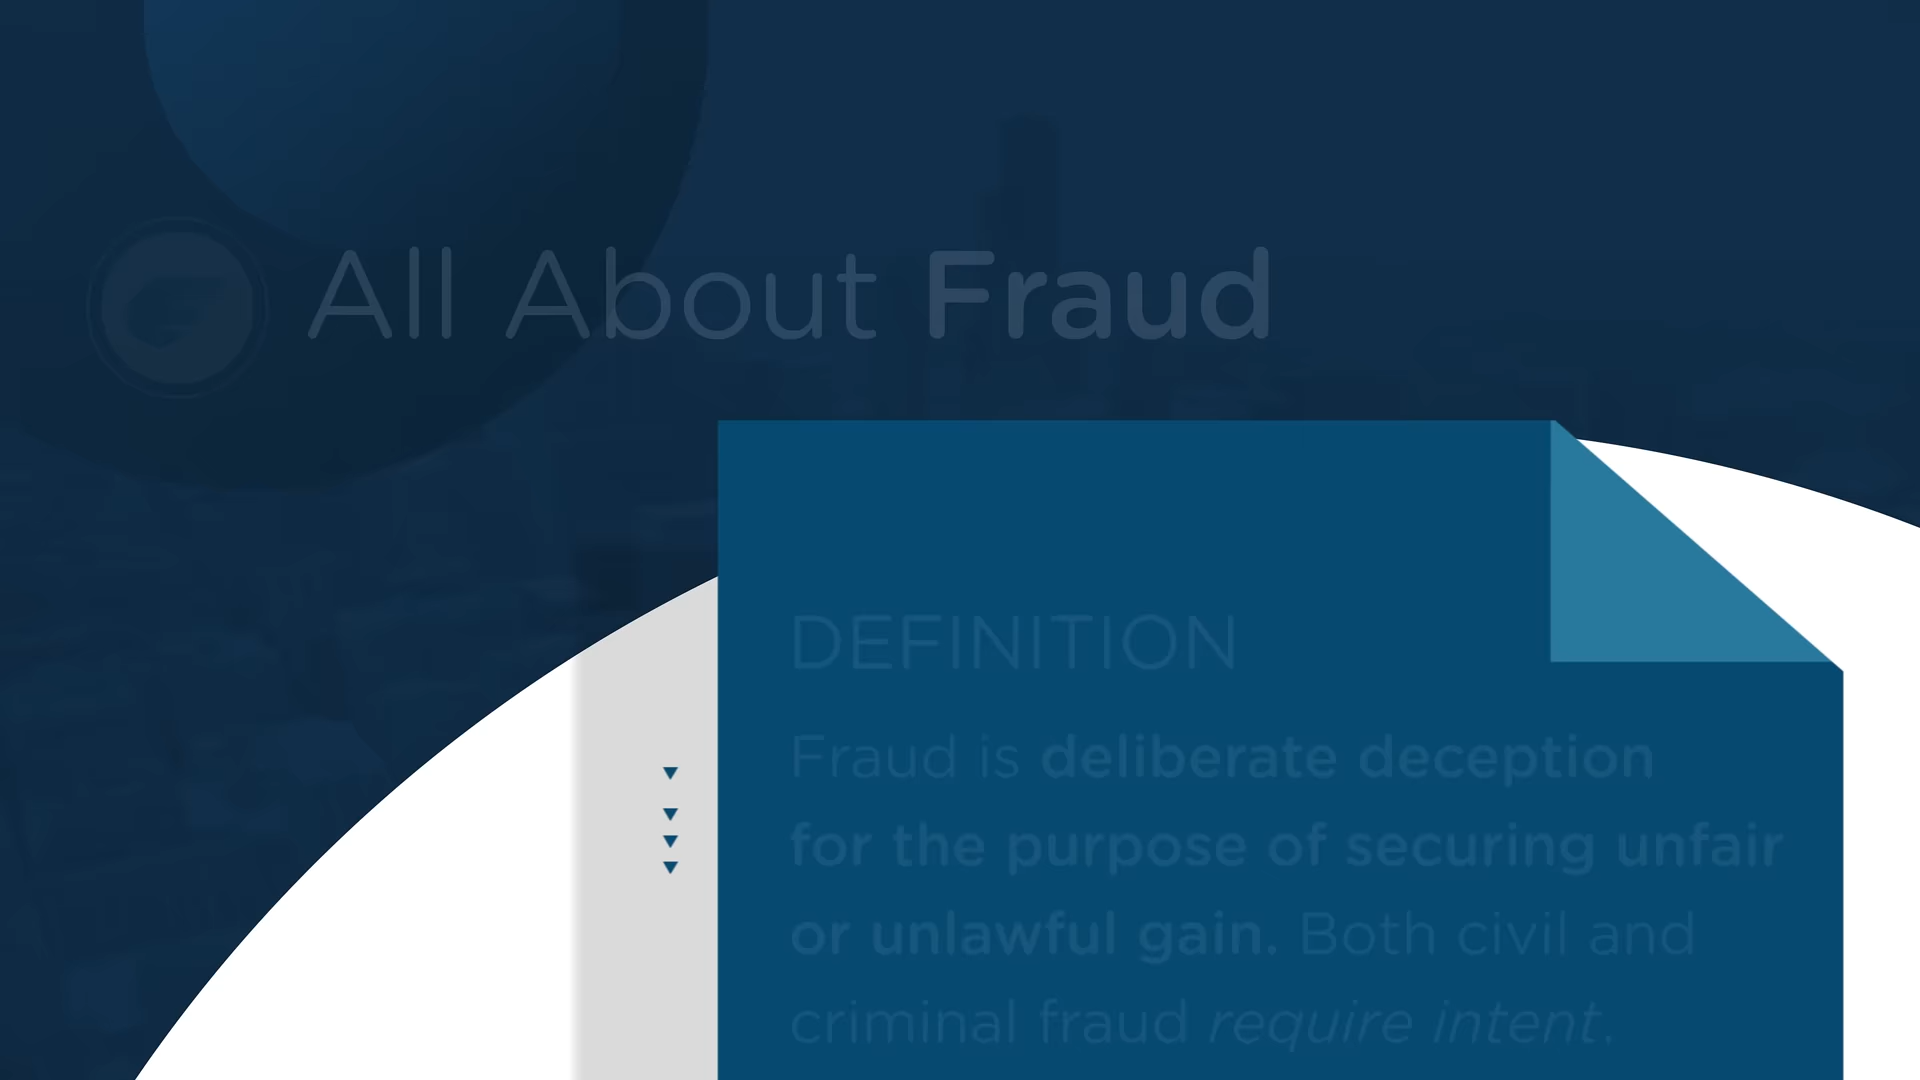 All About Fraud
DEFINITION
Fraud is deliberate deception
for the purpose of securing unfair
or unlawful gain. Both civil and
criminal fraud require intent.